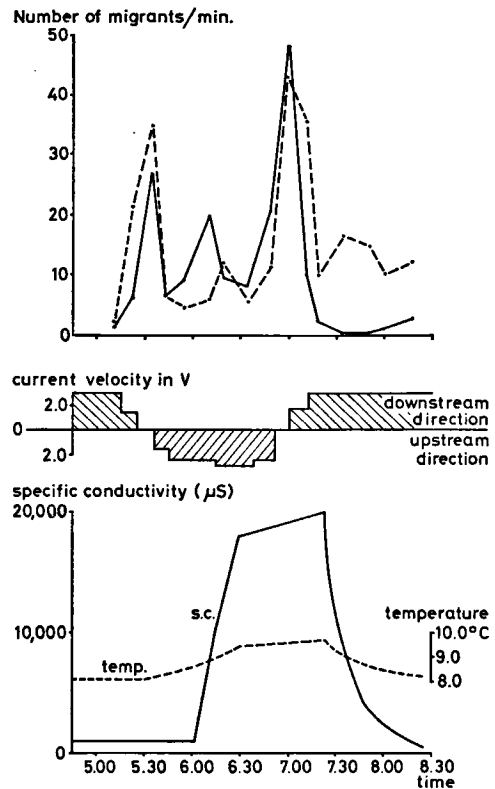 Number of migrants/min.
50
40
30
20
10
0
current velocity in V
2.0
0
2.0
downstream
direction
upstream
direction
specific conductivity (µS)
20,000
10,000
0
s.c.
temp.
temperature
10.0°C
9.0
8.0
5.00 5.30 6.00 6.30 7.00 7.30 8.00 8.30
time